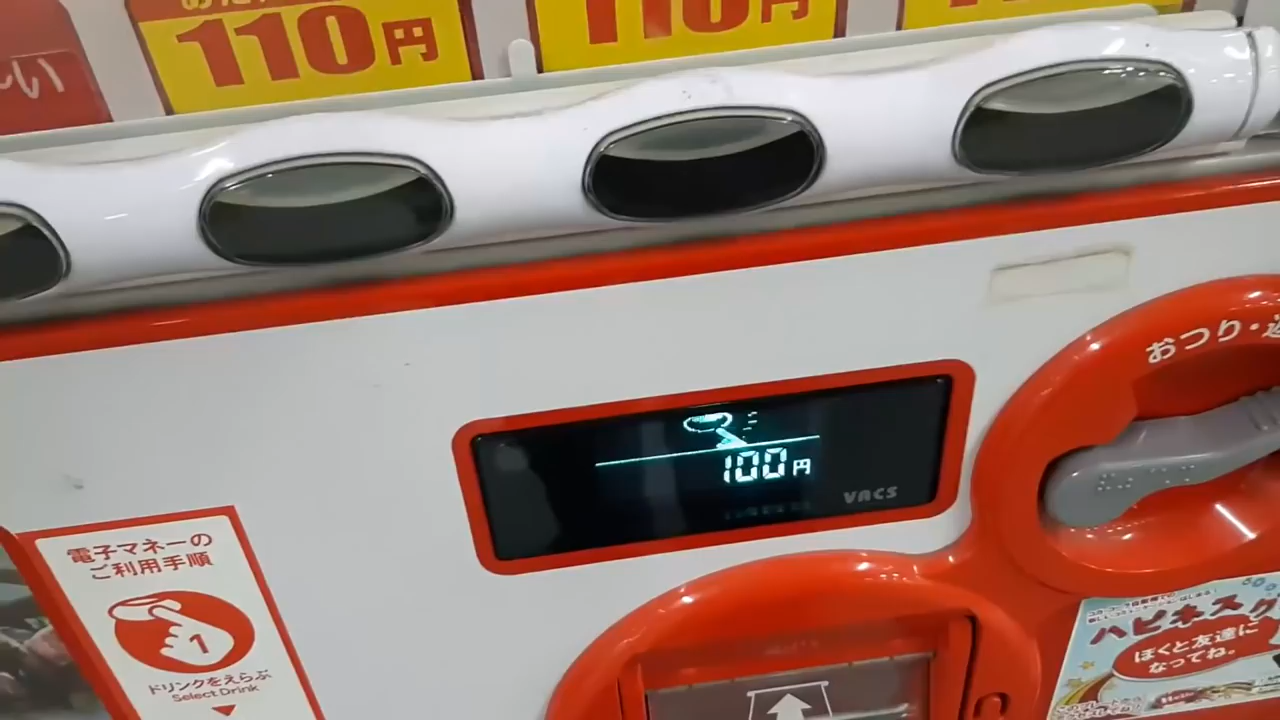 110円
110円
しい
おつり・
100円
VACS
電子マネーの
ご利用手順
1
ドリンクをえらぶ
Select Drink
ハピネス
ぼくと友達に
なってね。